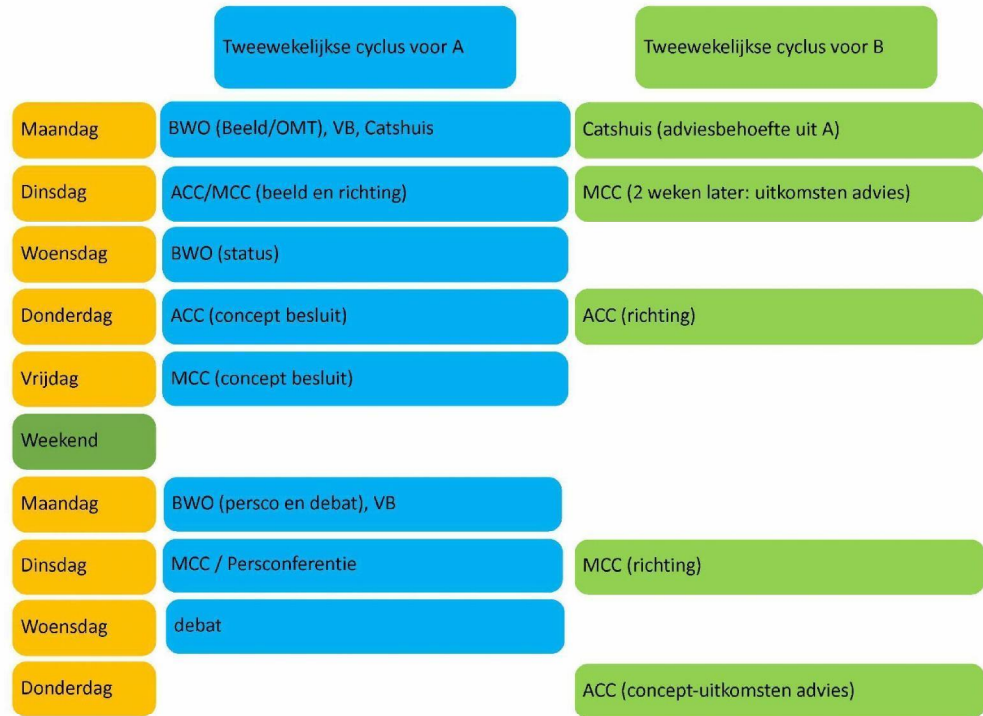 Tweewekelijkse cyclus voor A
Tweewekelijkse cyclus voor B
Maandag
BWO (Beeld/OMT), VB, Catshuis
Catshuis (adviesbehoefte uit A)
Dinsdag
ACC/MCC (beeld en richting)
MCC (2 weken later: uitkomsten advies)
Woensdag
BWO (status)
Donderdag
ACC (concept besluit)
ACC (richting)
Vrijdag
MCC (concept besluit)
Weekend
Maandag
BWO (persco en debat), VB
Dinsdag
MCC / Persconferentie
MCC (richting)
Woensdag
debat
Donderdag
ACC (concept-uitkomsten advies)